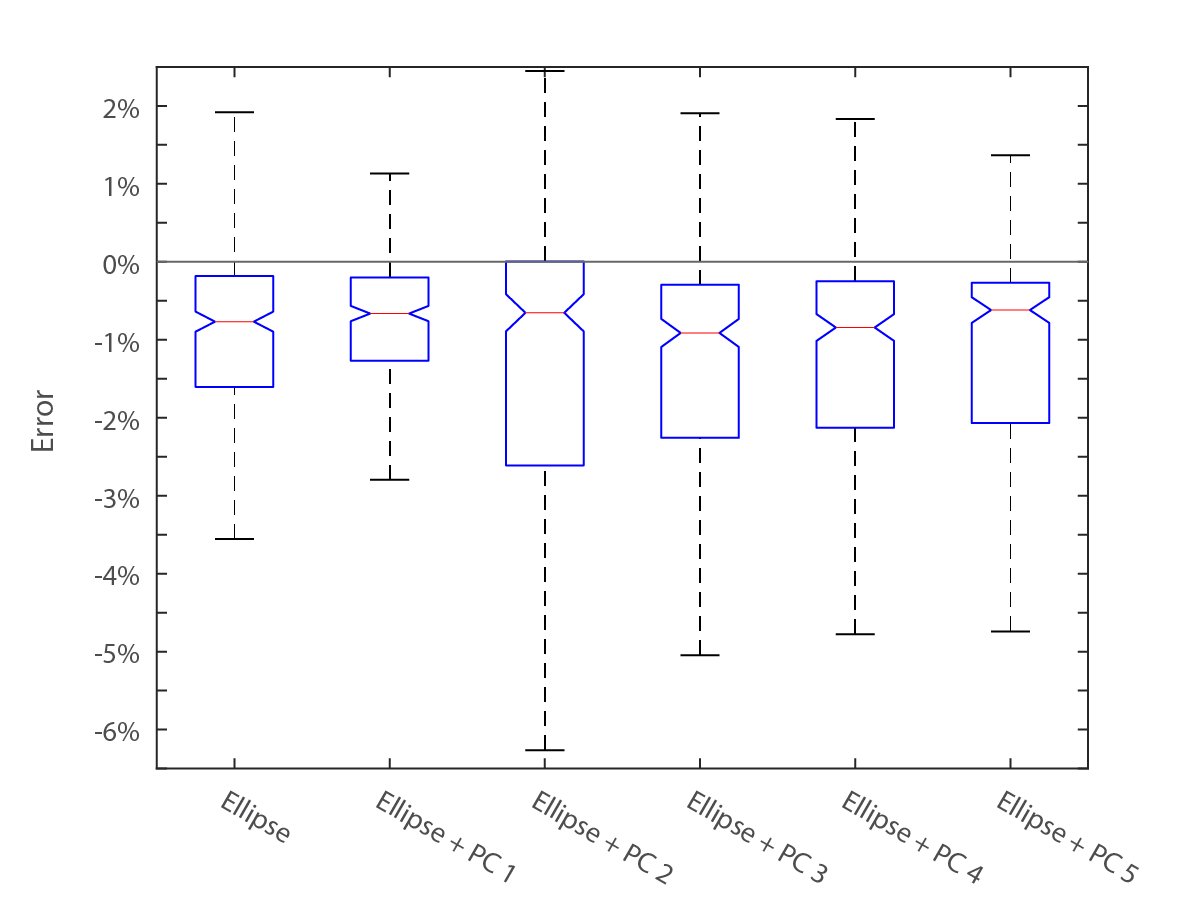 2%
1%
0%
-1%
-2%
-3%
-4%
-5%
-6%
Error
Ellipse
Ellipse + PC 1
Ellipse + PC 2
Ellipse + PC 3
Ellipse + PC 4
Ellipse + PC 5